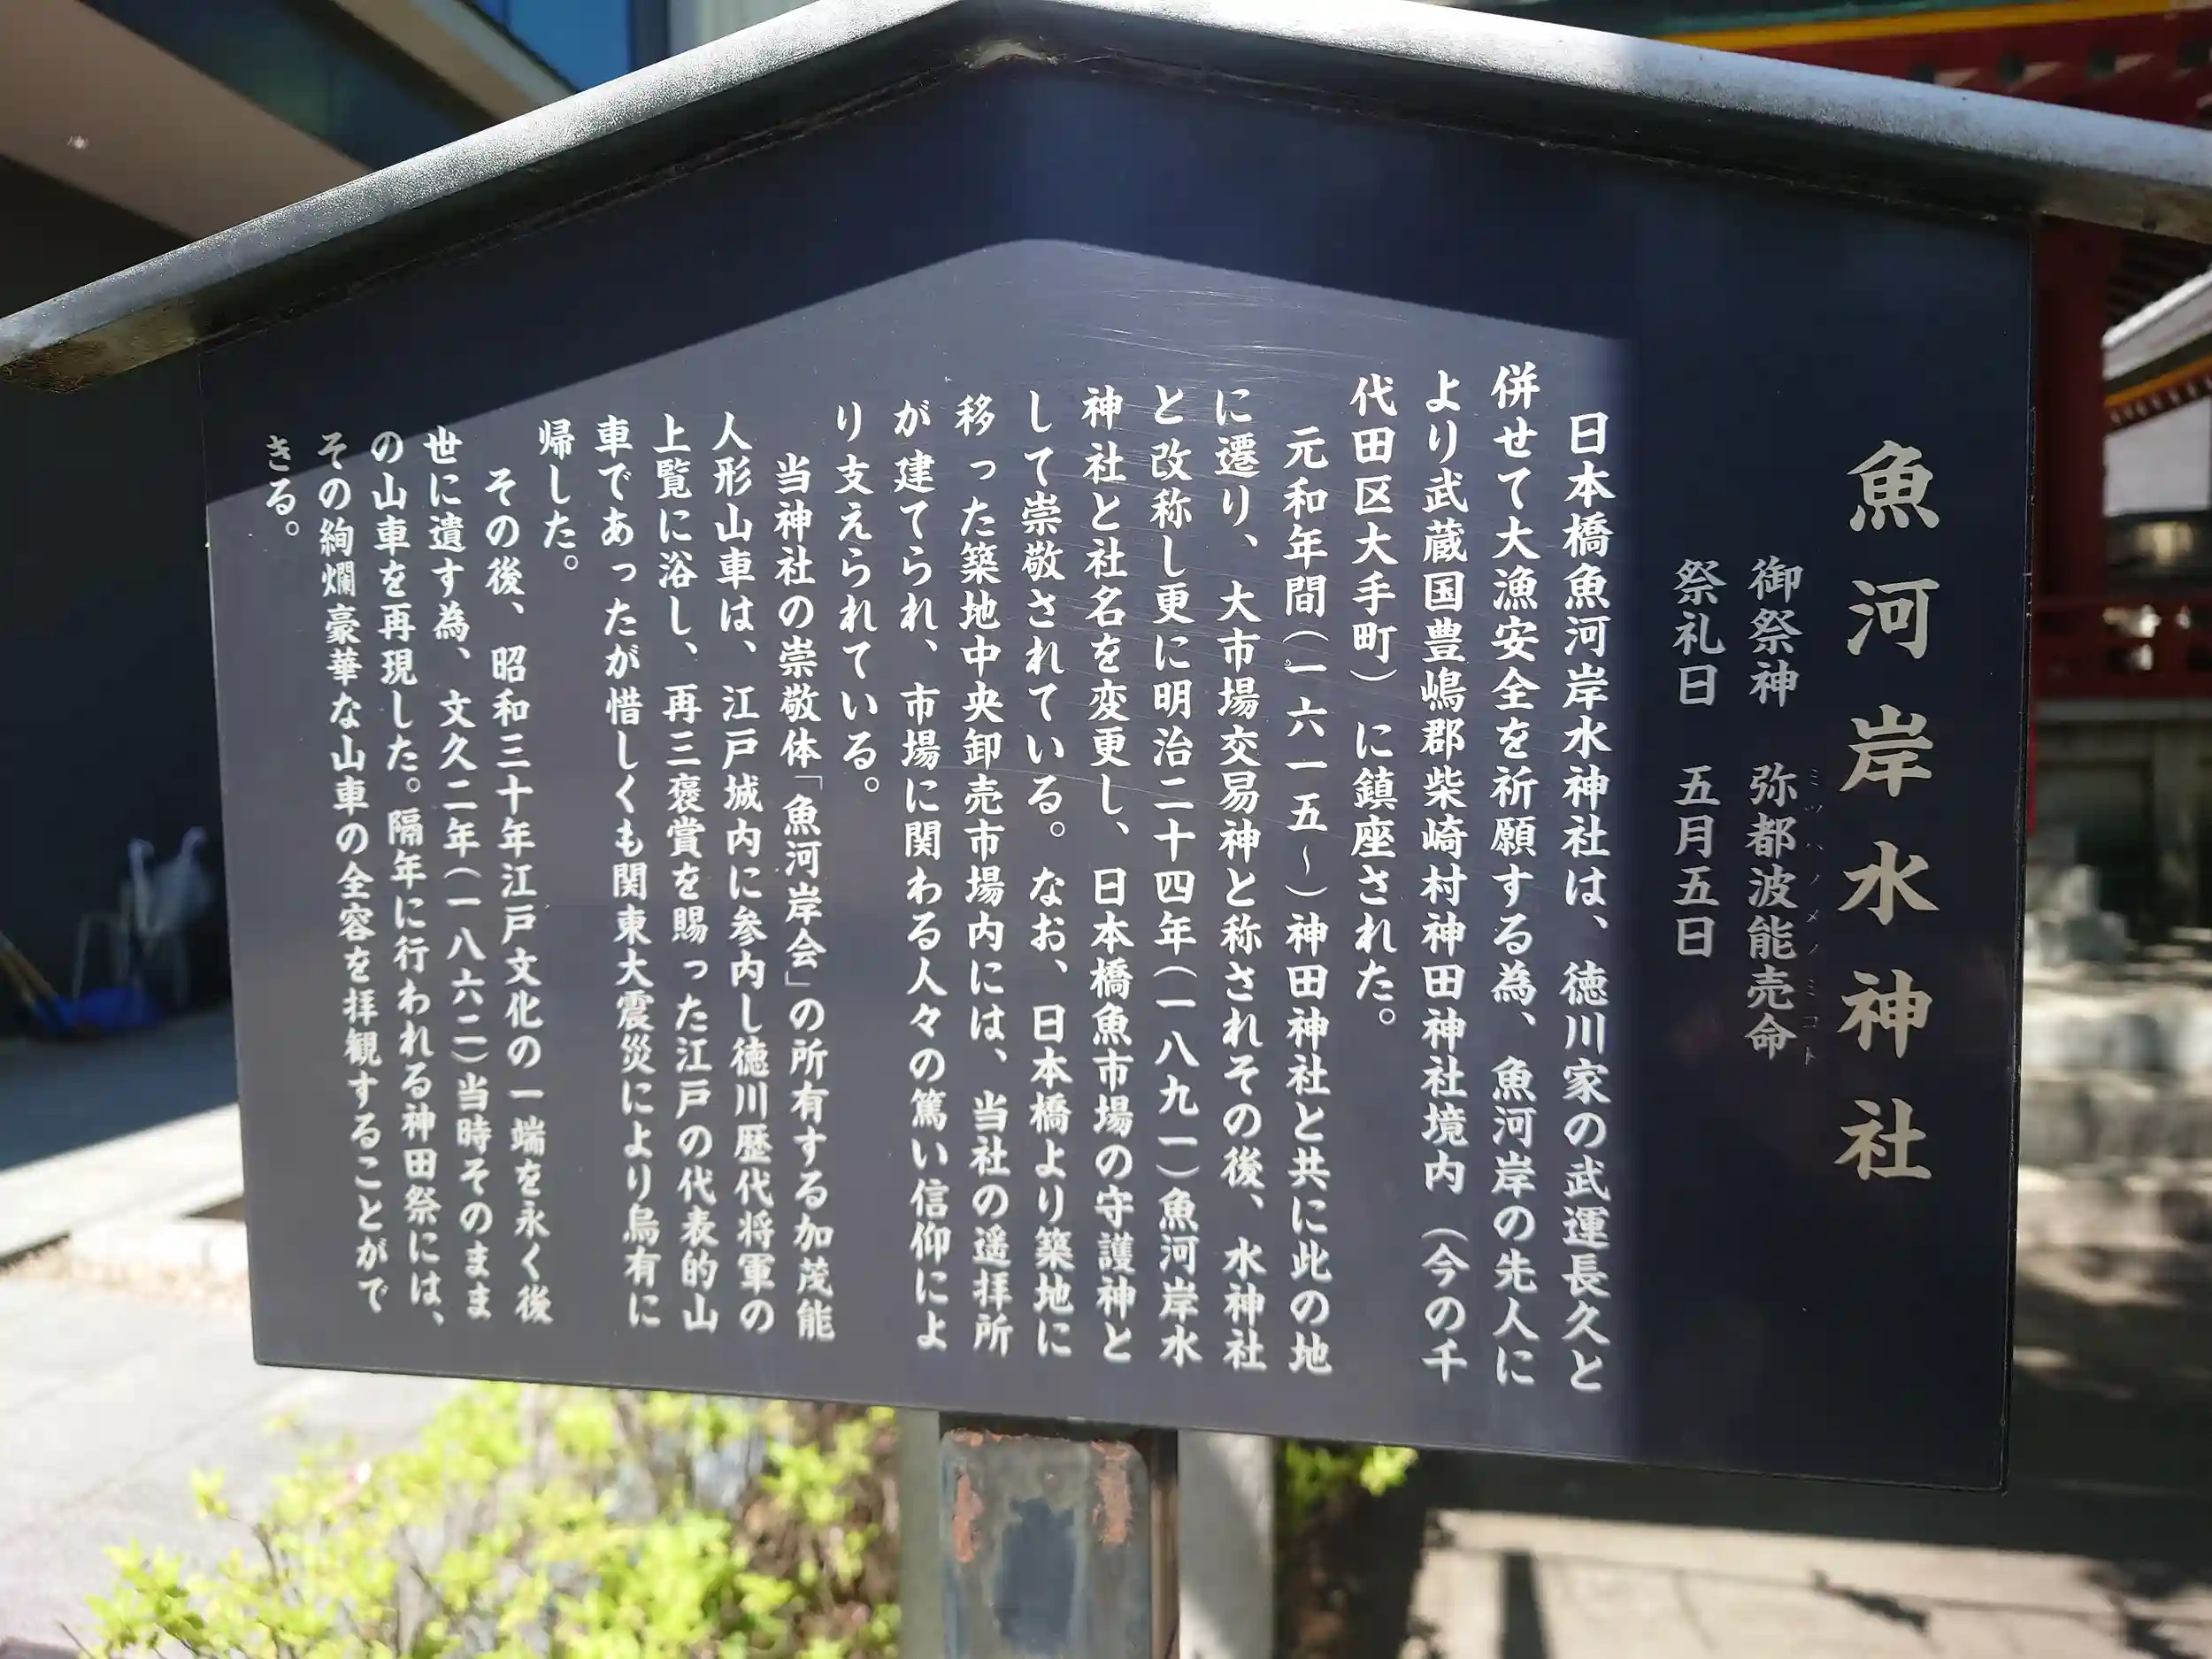 魚河岸水神社
御祭神　弥都波能売命
ミツハノメノミコト
祭礼日　五月五日
日本橋魚河岸水神社は、徳川家の武運長久と
併せて大漁安全を祈願する為、魚河岸の先人に
より武蔵国豊嶋郡柴崎村神田神社境内（今の千
代田区大手町）に鎮座された。
元和年間（一六一五～）神田神社と共に此の地
に遷り、大市場交易神と称されその後、水神社
と改称し更に明治二十四年（一八九一）魚河岸水
神社と社名を変更し、日本橋魚市場の守護神と
して崇敬されている。なお、日本橋より築地に
移った築地中央卸売市場内には、当社の遥拝所
が建てられ、市場に関わる人々の篤い信仰によ
り支えられている。
当神社の崇敬体「魚河岸会」の所有する加茂能
人形山車は、江戸城内に参内し徳川歴代将軍の
上覧に浴し、再三褒賞を賜った江戸の代表的山
車であったが惜しくも関東大震災により烏有に
帰した。
その後、昭和三十年江戸文化の一端を永く後
世に遺す為、文久二年（一八六二）当時そのまま
の山車を再現した。隔年に行われる神田祭には、
その絢爛豪華な山車の全容を拝観することがで
きる。